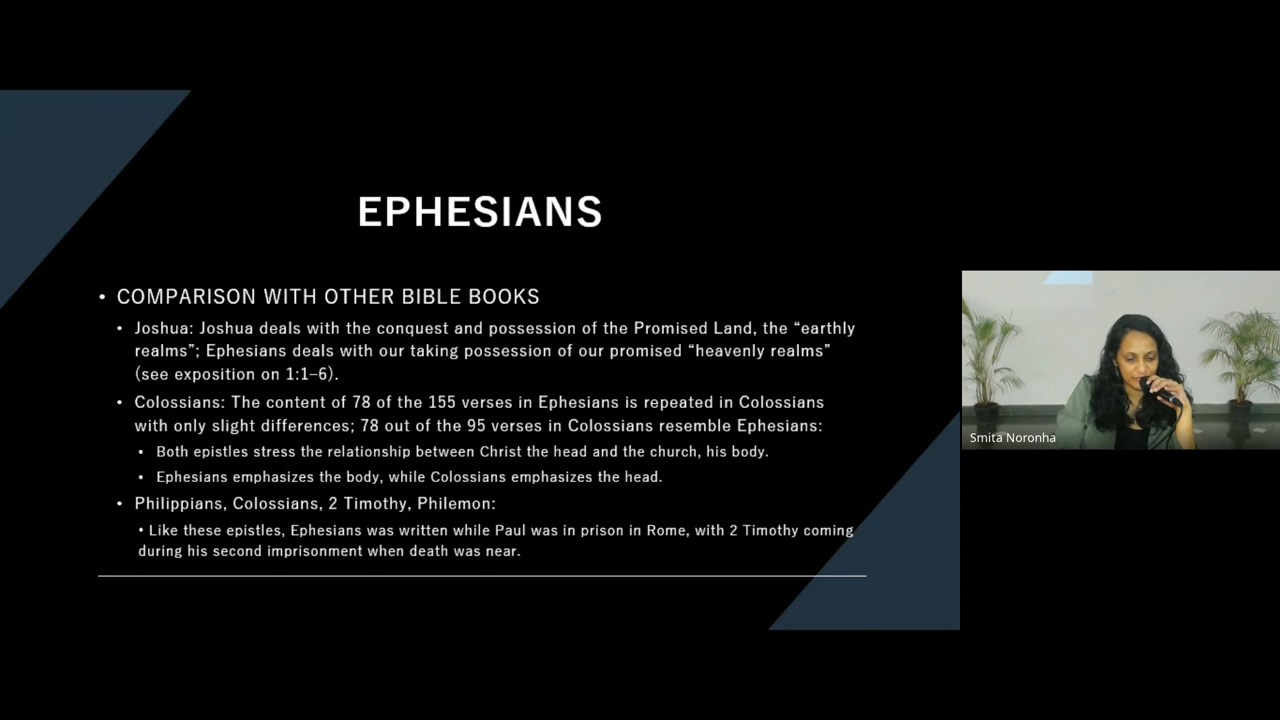 EPHESIANS
• COMPARISON WITH OTHER BIBLE BOOKS
• Joshua: Joshua deals with the conquest and possession of the Promised Land, the “earthly
realms”; Ephesians deals with our taking possession of our promised “heavenly realms”
(see exposition on 1:1–6).
• Colossians: The content of 78 of the 155 verses in Ephesians is repeated in Colossians
with only slight differences; 78 out of the 95 verses in Colossians resemble Ephesians:
• Both epistles stress the relationship between Christ the head and the church, his body.
• Ephesians emphasizes the body, while Colossians emphasizes the head.
• Philippians, Colossians, 2 Timothy, Philemon:
• Like these epistles, Ephesians was written while Paul was in prison in Rome, with 2 Timothy coming
during his second imprisonment when death was near.
Smita Noronha